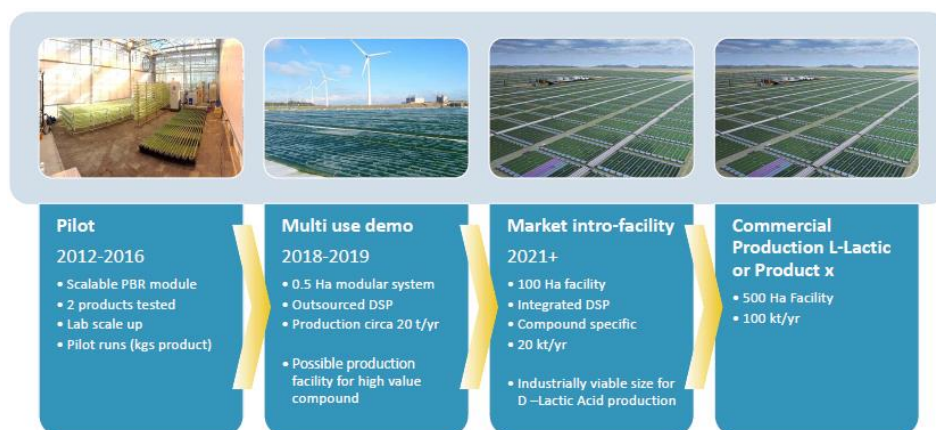 Pilot
2012-2016
• Scalable PBR module
• 2 products tested
• Lab scale up
• Pilot runs (kgs product)
Multi use demo
2018-2019
• 0.5 Ha modular system
• Outsourced DSP
• Production circa 20 t/yr
• Possible production
facility for high value
compound
Market intro-facility
2021+
• 100 Ha facility
• Integrated DSP
• Compound specific
• 20 kt/yr
• Industrially viable size for
D –Lactic Acid production
Commercial
Production L-Lactic
or Product x
• 500 Ha Facility
• 100 kt/yr